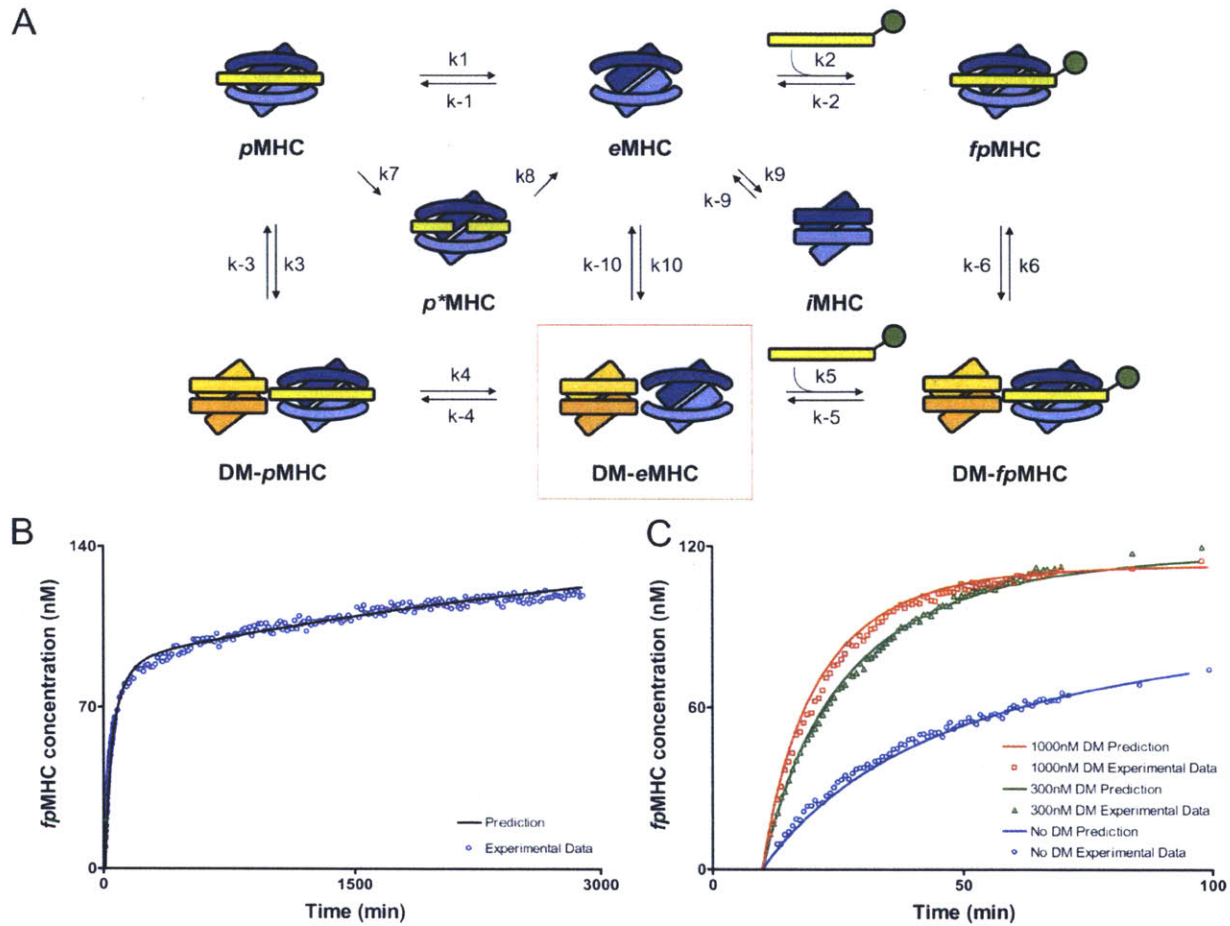 A
k1
k-1
k2
k-2
pMHC
eMHC
fpMHC
k7
k8
k9
k-9
k-3
k3
p*MHC
k-10
k10
iMHC
k-6
k6
k4
k-4
k5
k-5
DM-pMHC
DM-eMHC
DM-fpMHC
B
140
70
0
fpMHC concentration (nM)
Prediction
Experimental Data
0
1500
3000
Time (min)
C
120
60
0
fpMHC concentration (nM)
1000nM DM Prediction
1000nM DM Experimental Data
300nM DM Prediction
300nM DM Experimental Data
No DM Prediction
No DM Experimental Data
0
50
100
Time (min)